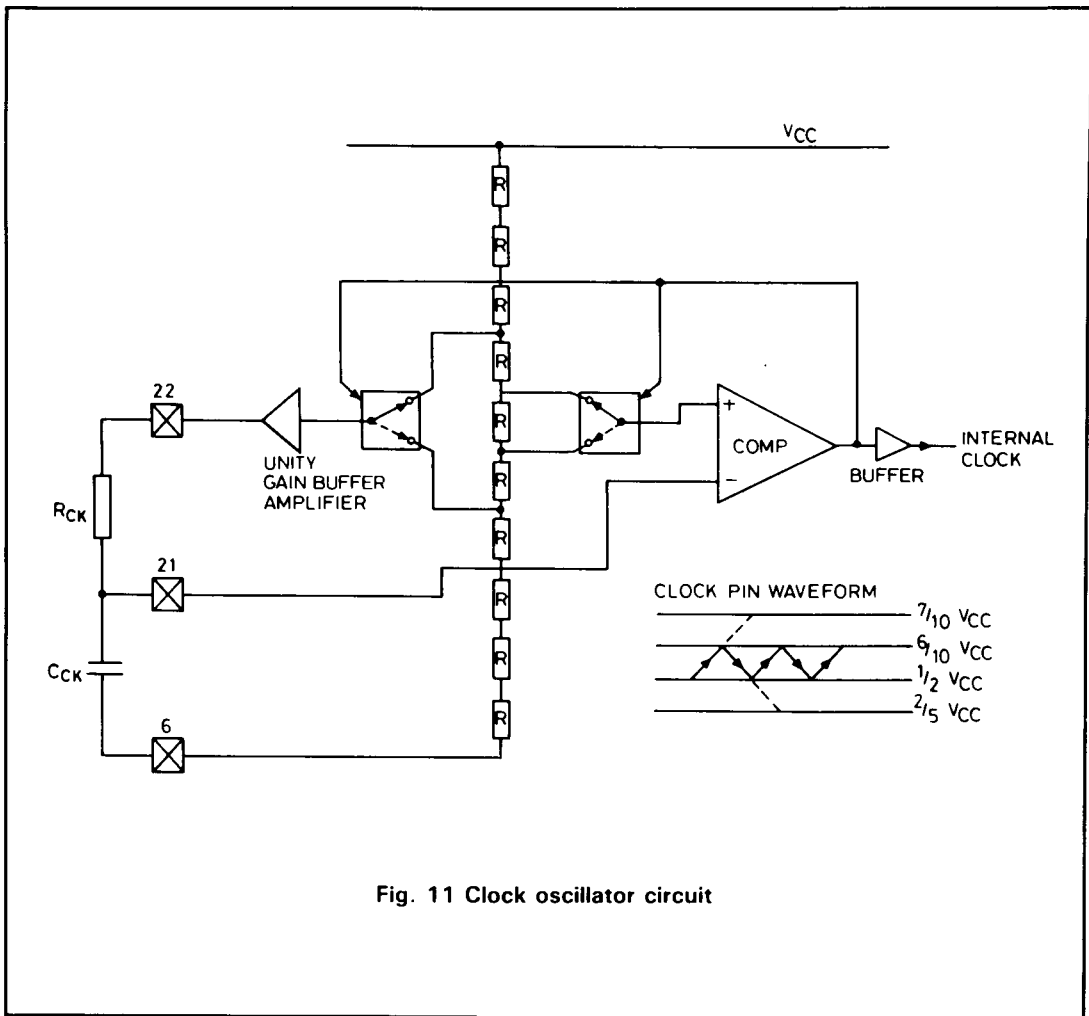 VCC
R
R
R
R
R
R
R
R
R
R
22
UNITY
GAIN BUFFER
AMPLIFIER
+
COMP
−
BUFFER
INTERNAL
CLOCK
RCK
21
CCK
6
CLOCK PIN WAVEFORM
7/10 VCC
6/10 VCC
1/2 VCC
2/5 VCC
Fig. 11 Clock oscillator circuit